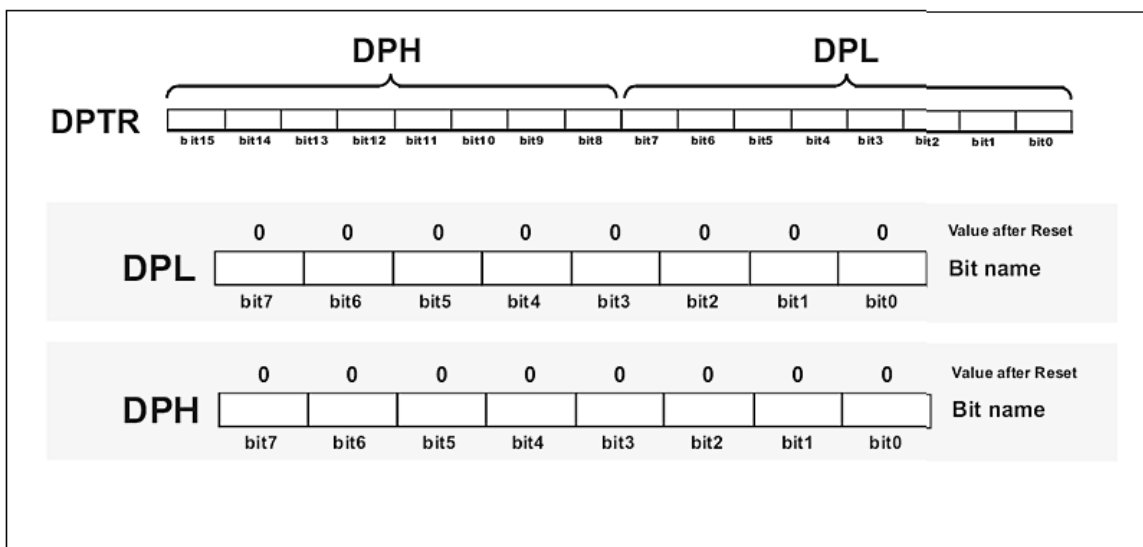 DPH DPL
DPTR
bit15 bit14 bit13 bit12 bit11 bit10 bit9 bit8 bit7 bit6 bit5 bit4 bit3 bit2 bit1 bit0
0 0 0 0 0 0 0 0 Value after Reset
DPL Bit name
bit7 bit6 bit5 bit4 bit3 bit2 bit1 bit0
0 0 0 0 0 0 0 0 Value after Reset
DPH Bit name
bit7 bit6 bit5 bit4 bit3 bit2 bit1 bit0